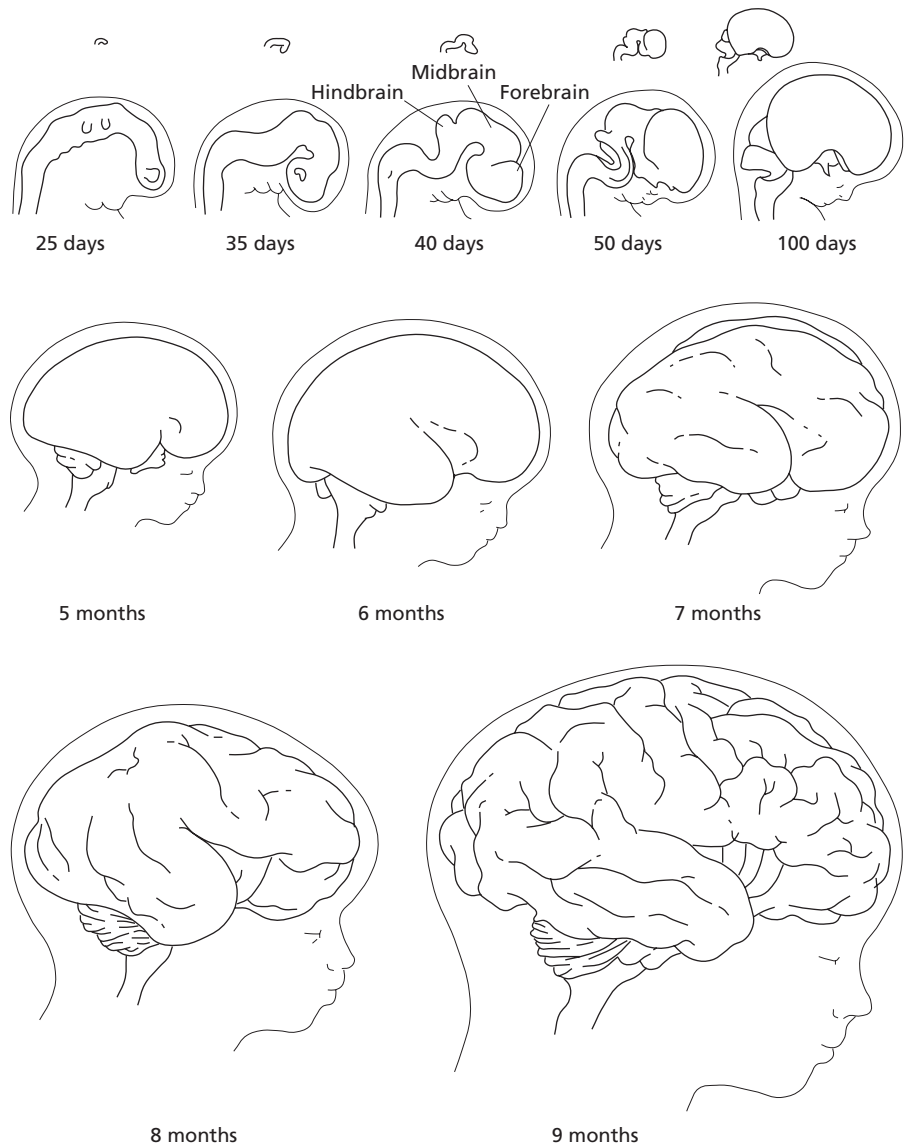 Midbrain
Hindbrain
Forebrain
25 days
35 days
40 days
50 days
100 days
5 months
6 months
7 months
8 months
9 months